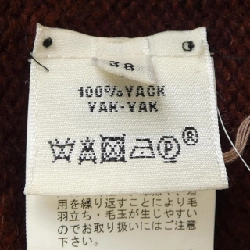 38
100%YACK
YAK-YAK
P ®
用を繰り返すことにより毛
羽立ち・毛玉が生じやすい
のでお取り扱いにはご注意
下さい。